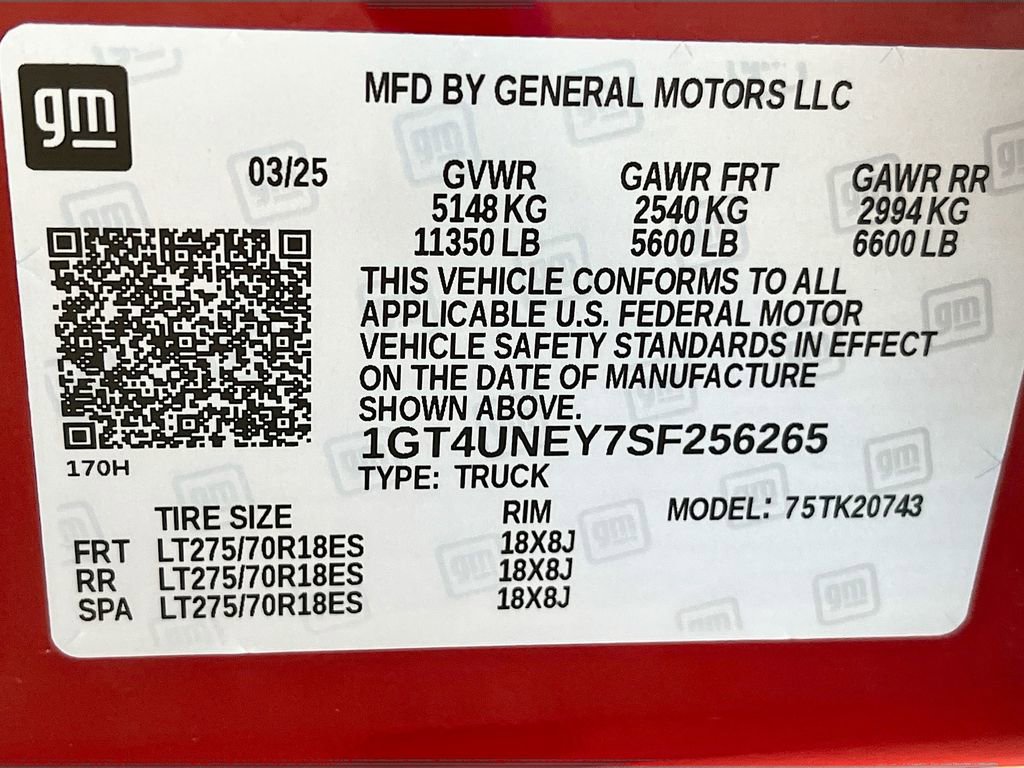 gm
MFD BY GENERAL MOTORS LLC
03/25 GVWR GAWR FRT GAWR RR
5148 KG 2540 KG 2994 KG
11350 LB 5600 LB 6600 LB
THIS VEHICLE CONFORMS TO ALL
APPLICABLE U.S. FEDERAL MOTOR
VEHICLE SAFETY STANDARDS IN EFFECT
ON THE DATE OF MANUFACTURE
SHOWN ABOVE.
1GT4UNEY7SF256265
170H
TYPE: TRUCK
TIRE SIZE RIM MODEL: 75TK20743
FRT LT275/70R18ES 18X8J
RR LT275/70R18ES 18X8J
SPA LT275/70R18ES 18X8J